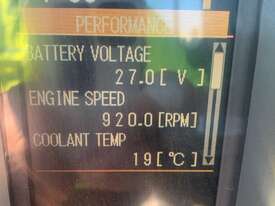 PERFORMANCE
BATTERY VOLTAGE
27.0[ V ]
ENGINE SPEED
920.0[RPM]
COOLANT TEMP
19[°C]